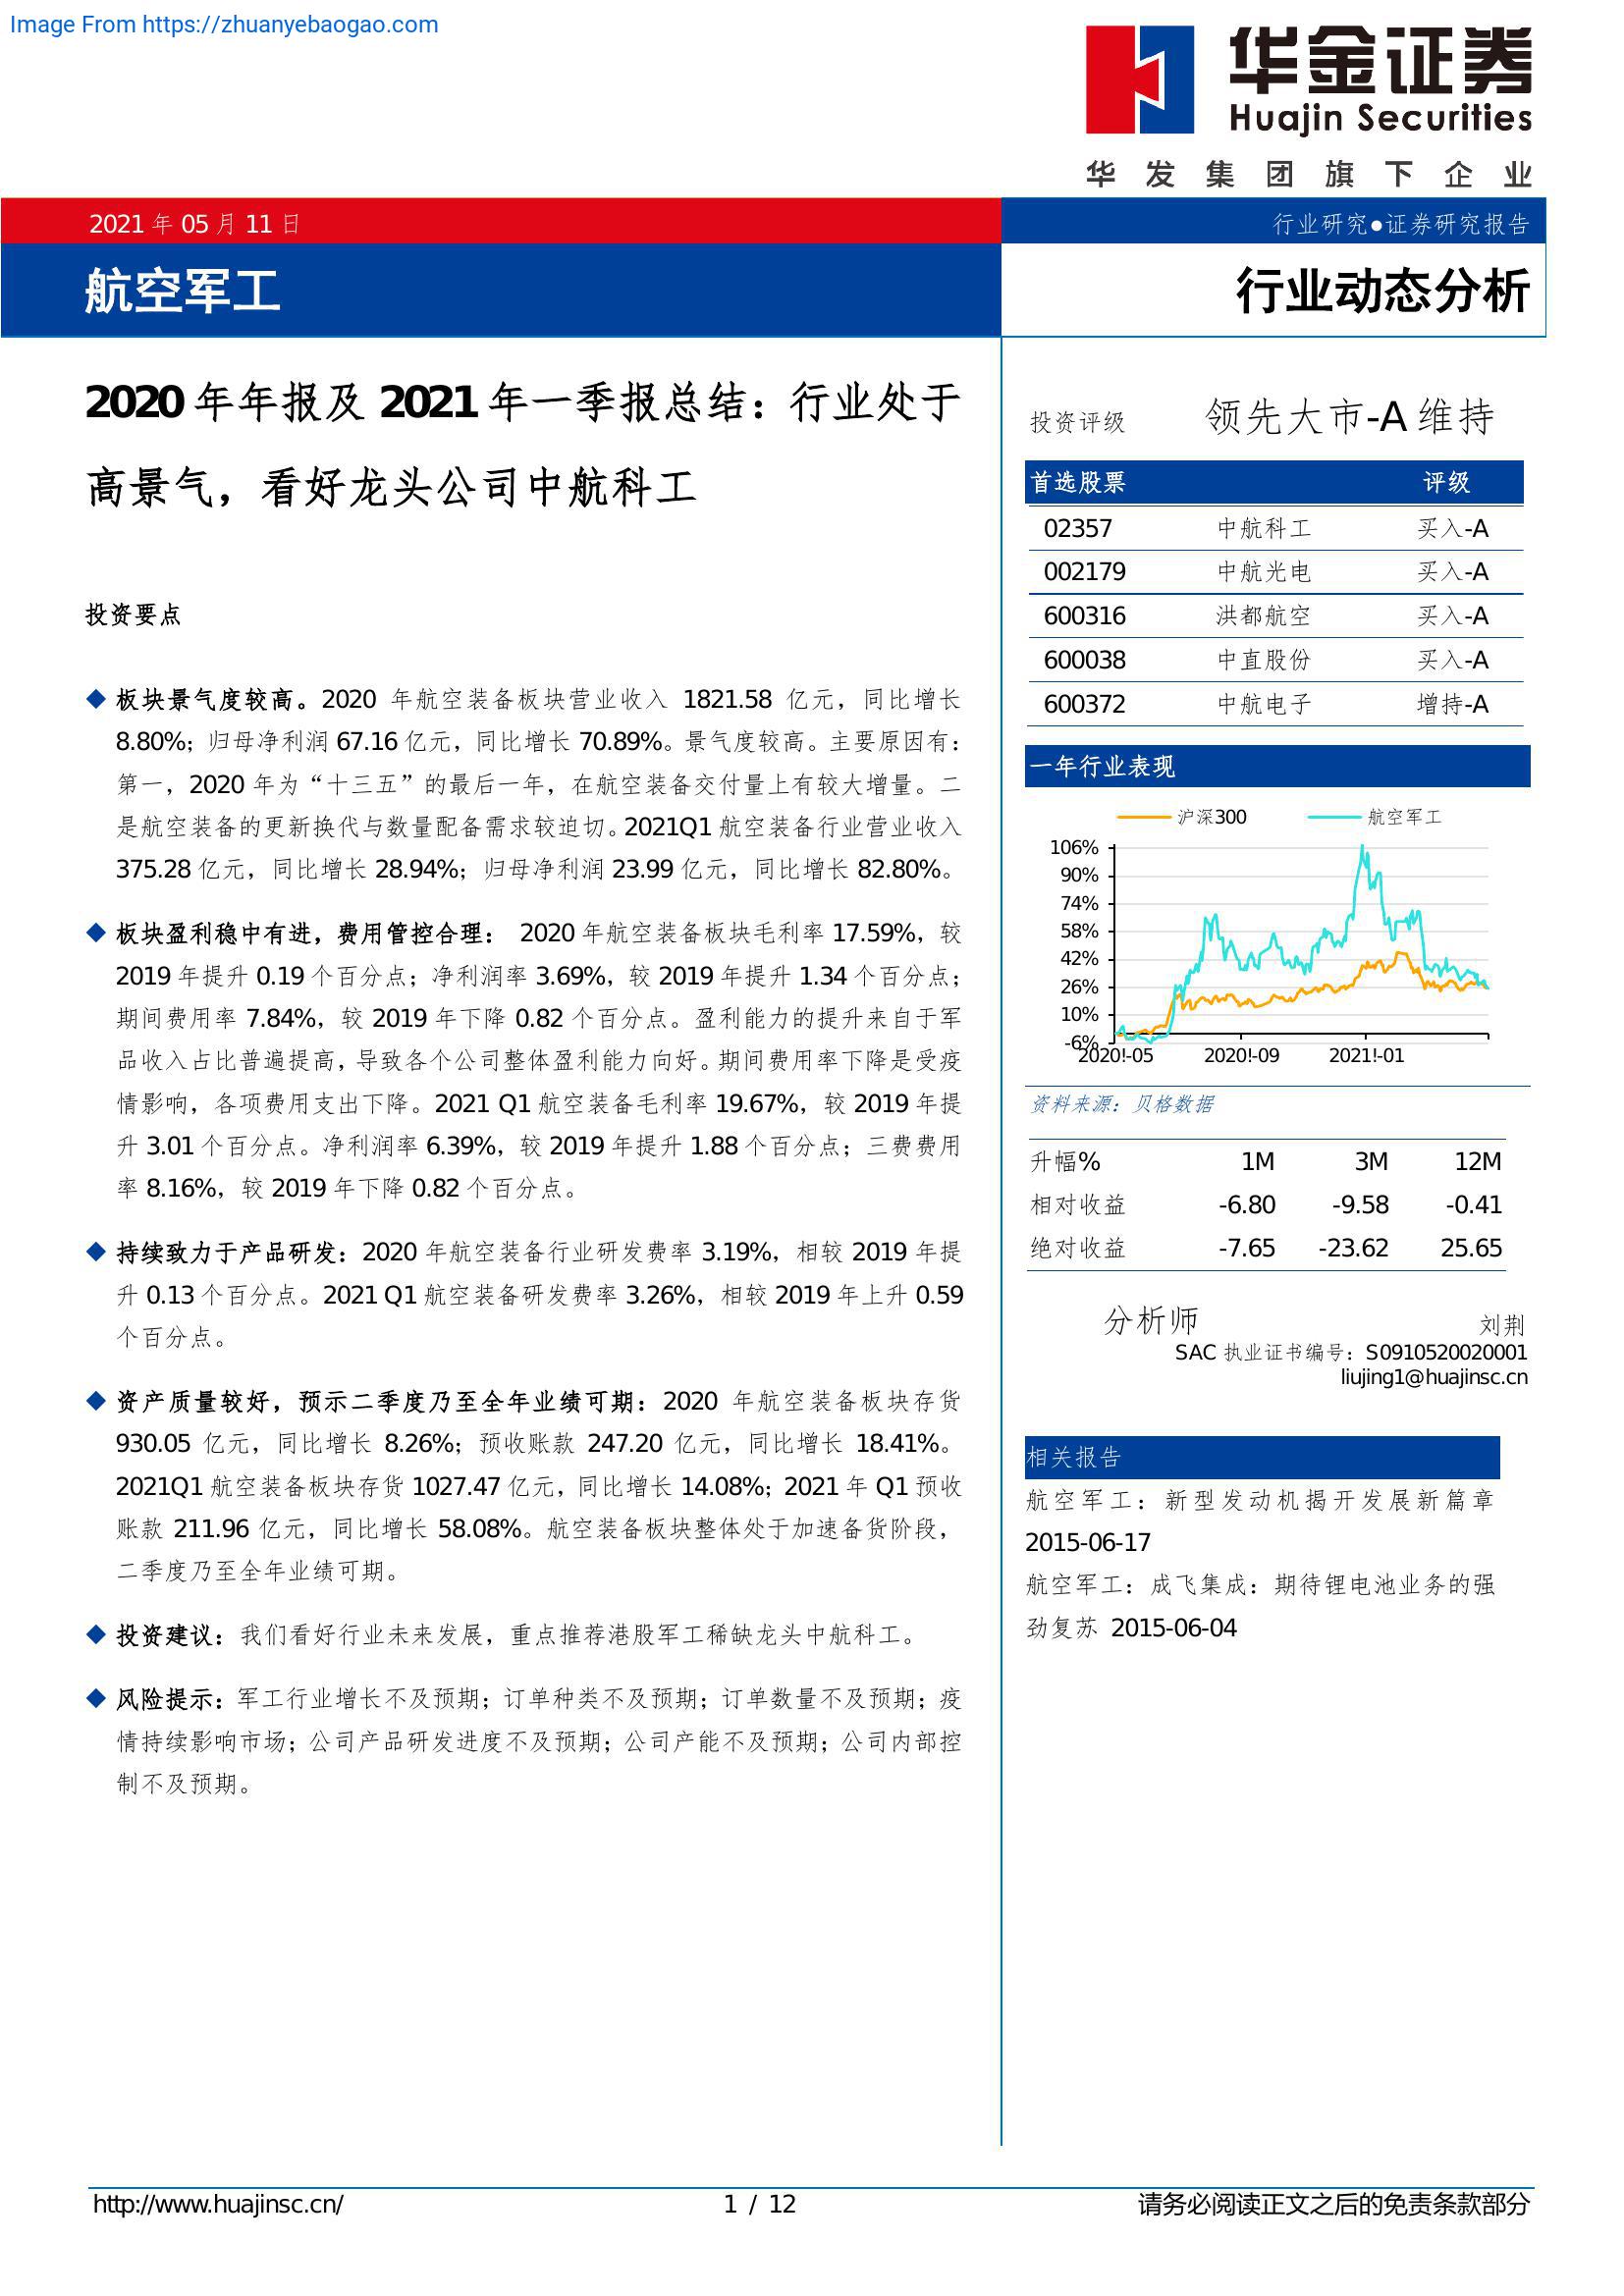 Image From https://zhuanyebaogao.com
华金证券
Huajin Securities
华发集团旗下企业
2021 年 05 月 11 日
行业研究●证券研究报告
航空军工
行业动态分析
2020 年年报及 2021 年一季报总结：行业处于
高景气，看好龙头公司中航科工
投资要点
◆ 板块景气度较高。2020 年航空装备板块营业收入 1821.58 亿元，同比增长
8.80%；归母净利润 67.16 亿元，同比增长 70.89%。景气度较高。主要原因有：
第一，2020 年为“十三五”的最后一年，在航空装备交付量上有较大增量。二
是航空装备的更新换代与数量配备需求较迫切。2021Q1 航空装备行业营业收入
375.28 亿元，同比增长 28.94%；归母净利润 23.99 亿元，同比增长 82.80%。
◆ 板块盈利稳中有进，费用管控合理： 2020 年航空装备板块毛利率 17.59%，较
2019 年提升 0.19 个百分点；净利润率 3.69%，较 2019 年提升 1.34 个百分点；
期间费用率 7.84%，较 2019 年下降 0.82 个百分点。盈利能力的提升来自于军
品收入占比普遍提高，导致各个公司整体盈利能力向好。期间费用率下降是受疫
情影响，各项费用支出下降。2021 Q1 航空装备毛利率 19.67%，较 2019 年提
升 3.01 个百分点。净利润率 6.39%，较 2019 年提升 1.88 个百分点；三费费用
率 8.16%，较 2019 年下降 0.82 个百分点。
◆ 持续致力于产品研发：2020 年航空装备行业研发费率 3.19%，相较 2019 年提
升 0.13 个百分点。2021 Q1 航空装备研发费率 3.26%，相较 2019 年上升 0.59
个百分点。
◆ 资产质量较好，预示二季度乃至全年业绩可期：2020 年航空装备板块存货
930.05 亿元，同比增长 8.26%；预收账款 247.20 亿元，同比增长 18.41%。
2021Q1 航空装备板块存货 1027.47 亿元，同比增长 14.08%；2021 年 Q1 预收
账款 211.96 亿元，同比增长 58.08%。航空装备板块整体处于加速备货阶段，
二季度乃至全年业绩可期。
◆ 投资建议：我们看好行业未来发展，重点推荐港股军工稀缺龙头中航科工。
◆ 风险提示：军工行业增长不及预期；订单种类不及预期；订单数量不及预期；疫
情持续影响市场；公司产品研发进度不及预期；公司产能不及预期；公司内部控
制不及预期。
投资评级 领先大市-A 维持
首选股票 评级
02357 中航科工 买入-A
002179 中航光电 买入-A
600316 洪都航空 买入-A
600038 中直股份 买入-A
600372 中航电子 增持-A
一年行业表现
沪深300 航空军工
106%
90%
74%
58%
42%
26%
10%
-6%
2020!-05 2020!-09 2021!-01
资料来源：贝格数据
升幅% 1M 3M 12M
相对收益 -6.80 -9.58 -0.41
绝对收益 -7.65 -23.62 25.65
分析师 刘荆
SAC 执业证书编号：S0910520020001
liujing1@huajinsc.cn
相关报告
航空军工：新型发动机揭开发展新篇章
2015-06-17
航空军工：成飞集成：期待锂电池业务的强
劲复苏 2015-06-04
http://www.huajinsc.cn/ 1 / 12 请务必阅读正文之后的免责条款部分